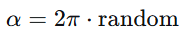 α = 2π · random